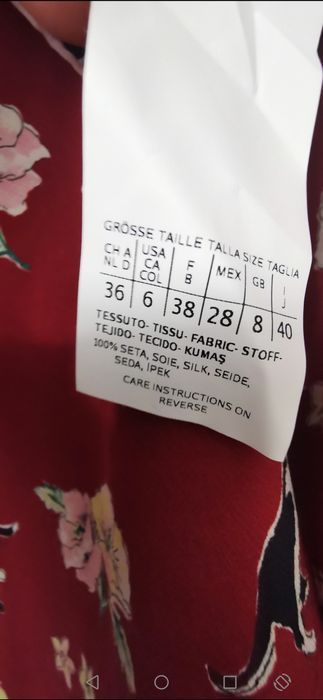 GRÖSSE TAILLE TALLA SIZE TAGLIA
CH A USA F MEX GB I
NL D CA B J
COL
36 6 38 28 8 40
TESSUTO- TISSU- FABRIC- STOFF-
TEJIDO- TECIDO- KUMAŞ
100% SETA, SOIE, SILK, SEIDE,
SEDA, İPEK
CARE INSTRUCTIONS ON
REVERSE